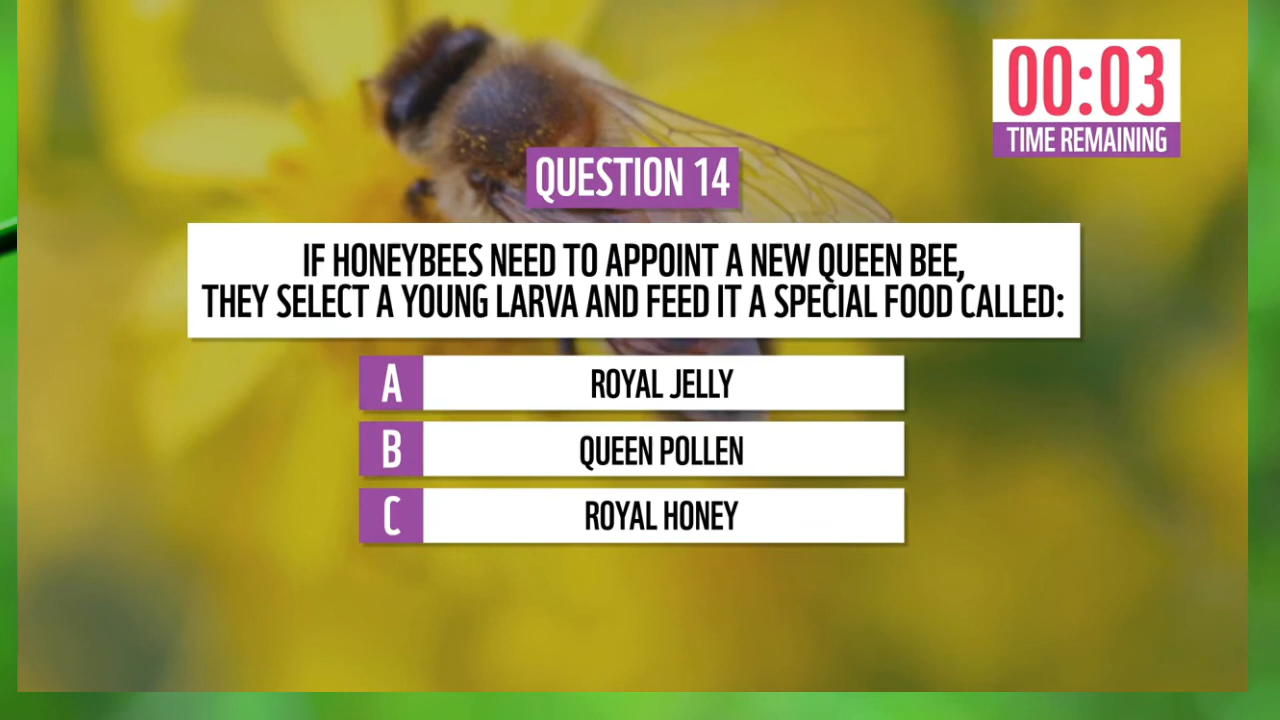 00:03
TIME REMAINING
QUESTION 14
IF HONEYBEES NEED TO APPOINT A NEW QUEEN BEE,
THEY SELECT A YOUNG LARVA AND FEED IT A SPECIAL FOOD CALLED:
A ROYAL JELLY
B QUEEN POLLEN
C ROYAL HONEY